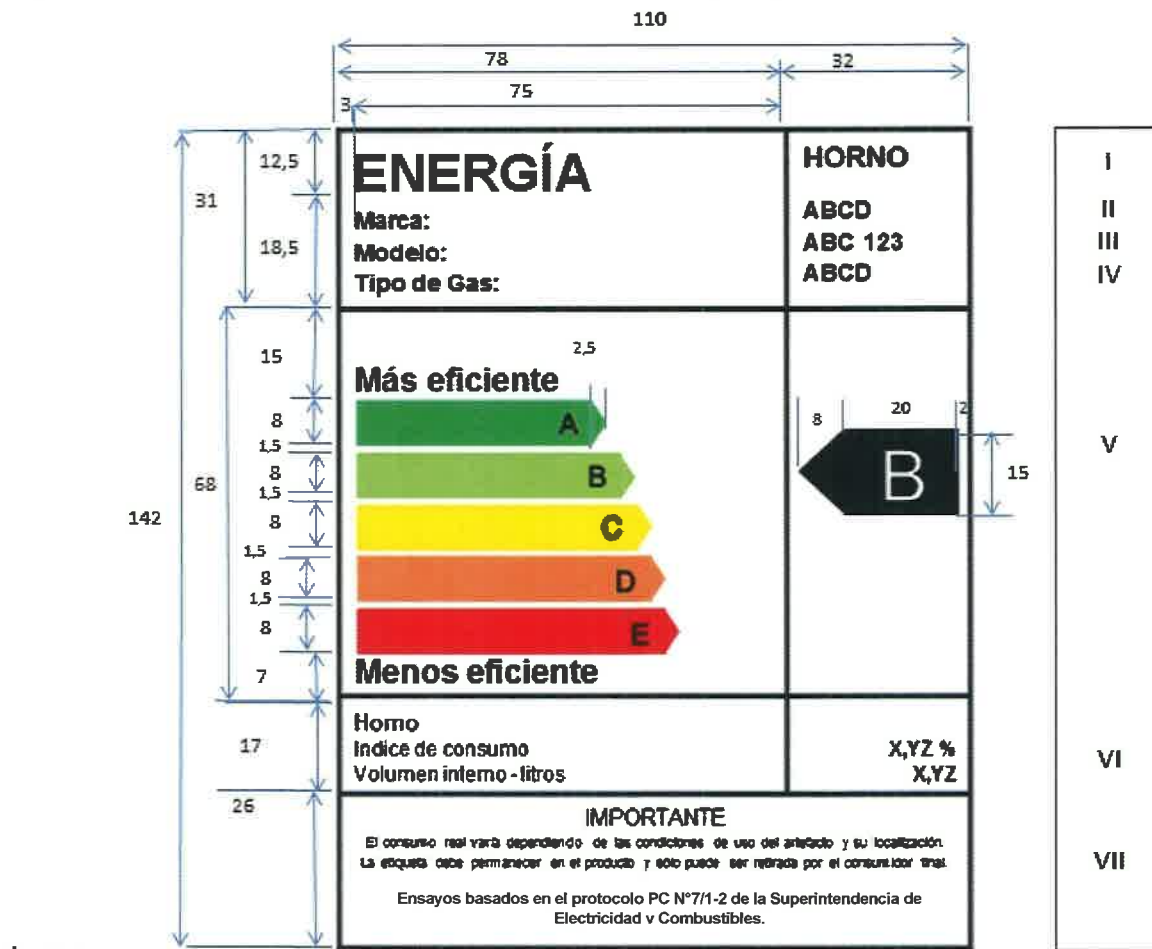 110
78
32
75
3
12,5
ENERGÍA
HORNO
I
31
Marca:
ABCD
II
18,5
Modelo:
ABC 123
III
Tipo de Gas:
ABCD
IV
15
2,5
Más eficiente
8
A
8
20
2
1,5
V
8
B
B
15
68
1,5
142
8
C
1,5
8
D
1,5
8
E
7
Menos eficiente
Horno
17
Indice de consumo
X,YZ %
VI
Volumen interno - litros
X,YZ
26
IMPORTANTE
El consumo real varía dependiendo de las condiciones de uso del artefacto y su localización.
La etiqueta debe permanecer en el producto y sólo puede ser retirada por el consumidor final.
VII
Ensayos basados en el protocolo PC N°7/1-2 de la Superintendencia de
Electricidad y Combustibles.